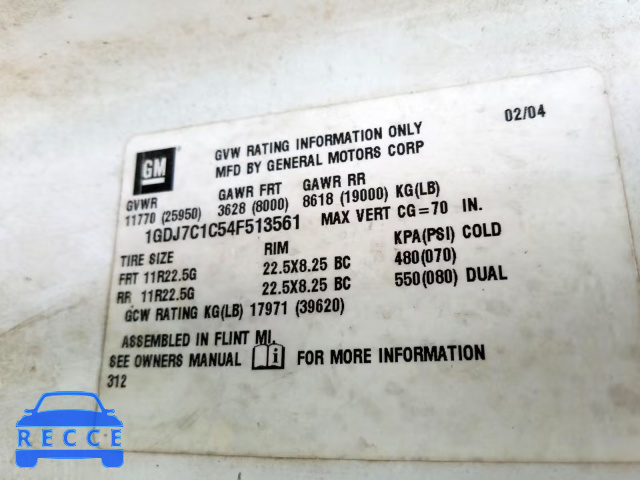 GVW RATING INFORMATION ONLY 02/04
GM MFD BY GENERAL MOTORS CORP
GVWR GAWR FRT GAWR RR
11770 (25950) 3628 (8000) 8618 (19000) KG(LB)
1GDJ7C1C54F513561 MAX VERT CG=70 IN.
TIRE SIZE RIM KPA(PSI) COLD
FRT 11R22.5G 22.5X8.25 BC 480(070)
RR 11R22.5G 22.5X8.25 BC 550(080) DUAL
GCW RATING KG(LB) 17971 (39620)
ASSEMBLED IN FLINT MI.
SEE OWNERS MANUAL i FOR MORE INFORMATION
312
RECCE